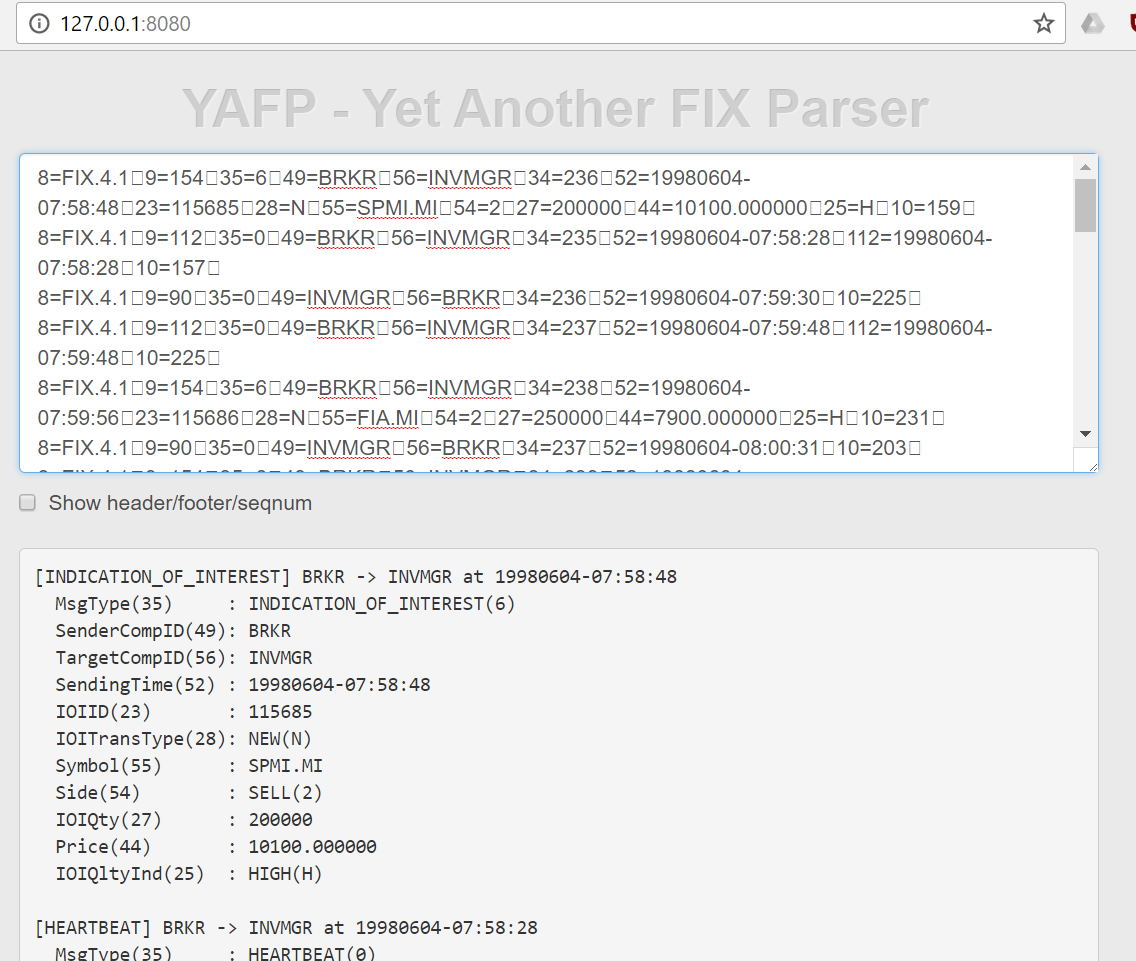 127.0.0.1:8080
YAFP - Yet Another FIX Parser
8=FIX.4.1□9=154□35=6□49=BRKR□56=INVMGR□34=236□52=19980604-
07:58:48□23=115685□28=N□55=SPMI.MI□54=2□27=200000□44=10100.000000□25=H□10=159□
8=FIX.4.1□9=112□35=0□49=BRKR□56=INVMGR□34=235□52=19980604-07:58:28□112=19980604-
07:58:28□10=157□
8=FIX.4.1□9=90□35=0□49=INVMGR□56=BRKR□34=236□52=19980604-07:59:30□10=225□
8=FIX.4.1□9=112□35=0□49=BRKR□56=INVMGR□34=237□52=19980604-07:59:48□112=19980604-
07:59:48□10=225□
8=FIX.4.1□9=154□35=6□49=BRKR□56=INVMGR□34=238□52=19980604-
07:59:56□23=115686□28=N□55=FIA.MI□54=2□27=250000□44=7900.000000□25=H□10=231□
8=FIX.4.1□9=90□35=0□49=INVMGR□56=BRKR□34=237□52=19980604-08:00:31□10=203□
Show header/footer/seqnum
[INDICATION_OF_INTEREST] BRKR -> INVMGR at 19980604-07:58:48
MsgType(35) : INDICATION_OF_INTEREST(6)
SenderCompID(49): BRKR
TargetCompID(56): INVMGR
SendingTime(52) : 19980604-07:58:48
IOIID(23) : 115685
IOITransType(28): NEW(N)
Symbol(55) : SPMI.MI
Side(54) : SELL(2)
IOIQty(27) : 200000
Price(44) : 10100.000000
IOIQltyInd(25) : HIGH(H)
[HEARTBEAT] BRKR -> INVMGR at 19980604-07:58:28
MsgType(35) : HEARTBEAT(0)